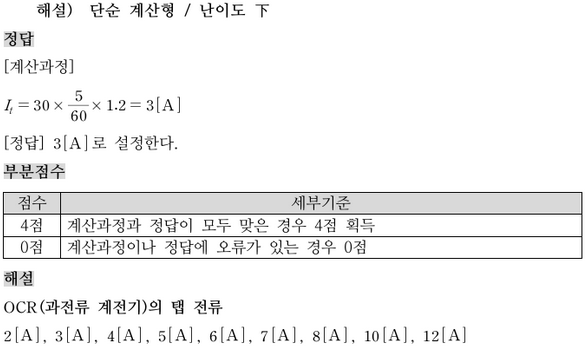 해설) 단순 계산형 / 난이도 下
정답
[계산과정]
I_t = 30 × 5/60 × 1.2 = 3[A]
[정답] 3[A]로 설정한다.
부분점수
점수 세부기준
4점 계산과정과 정답이 모두 맞은 경우 4점 획득
0점 계산과정이나 정답에 오류가 있는 경우 0점
해설
OCR(과전류 계전기)의 탭 전류
2[A], 3[A], 4[A], 5[A], 6[A], 7[A], 8[A], 10[A], 12[A]